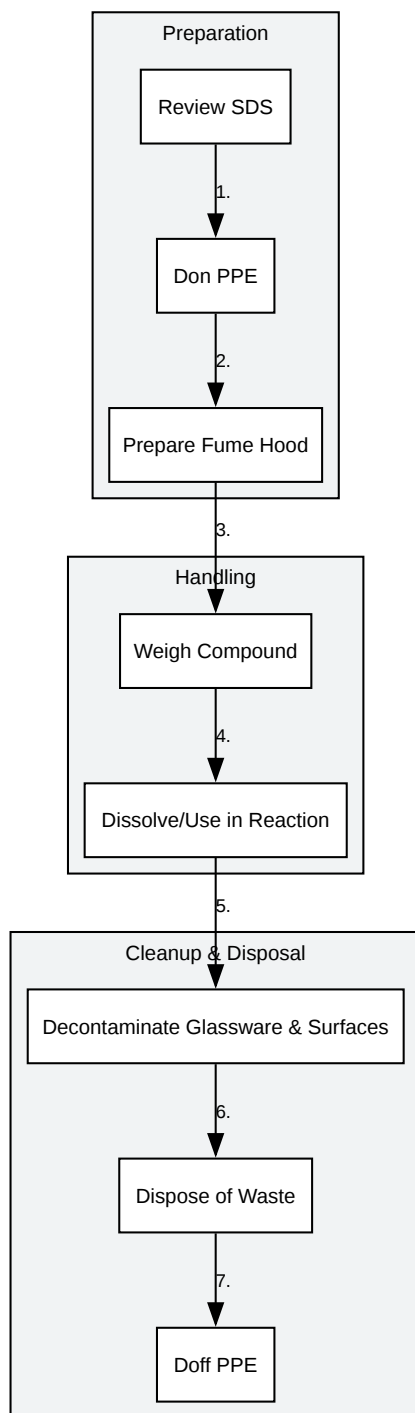 Preparation
Review SDS
1.
Don PPE
2.
Prepare Fume Hood
3.
Handling
Weigh Compound
4.
Dissolve/Use in Reaction
5.
Cleanup & Disposal
Decontaminate Glassware & Surfaces
6.
Dispose of Waste
7.
Doff PPE